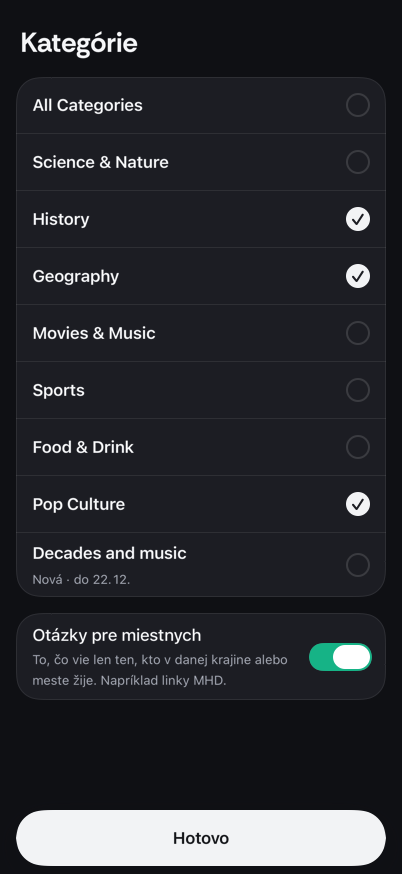 Kategórie
All Categories
Science & Nature
History
Geography
Movies & Music
Sports
Food & Drink
Pop Culture
Decades and music
Nová · do 22. 12.
Otázky pre miestnych
To, čo vie len ten, kto v danej krajine alebo
meste žije. Napríklad linky MHD.
Hotovo